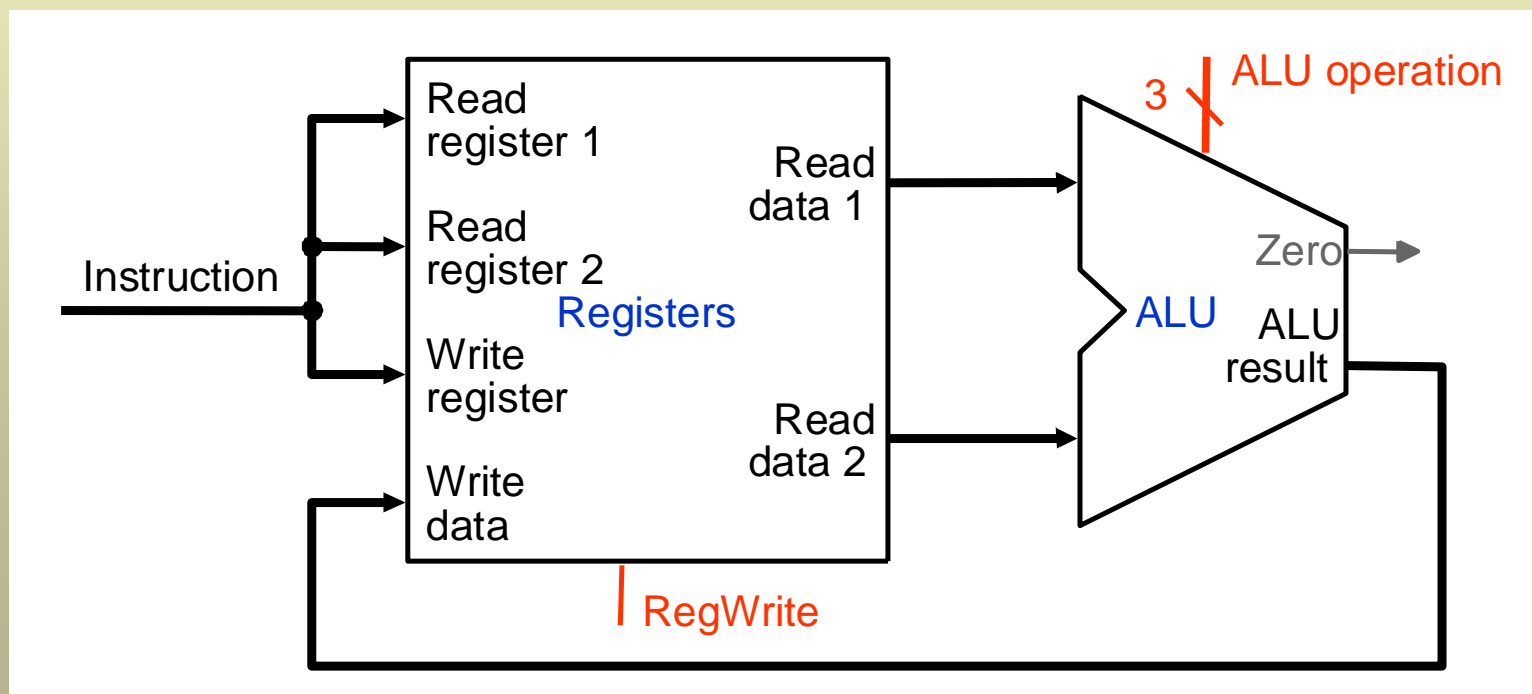 Read
register 1
Read
register 2
Instruction
Registers
Write
register
Write
data
Read
data 1
Read
data 2
RegWrite
3
ALU operation
Zero
ALU
ALU
result